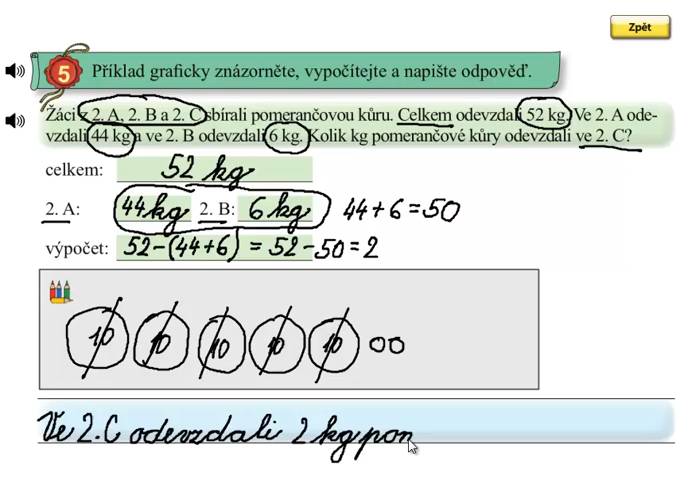 Zpět
5 Příklad graficky znázorněte, vypočítejte a napište odpověď.
Žáci z 2. A, 2. B a 2. C sbírali pomerančovou kůru. Celkem odevzdali 52 kg. Ve 2. A ode-
vzdali 44 kg a ve 2. B odevzdali 6 kg. Kolik kg pomerančové kůry odevzdali ve 2. C?
celkem: 52 kg
2. A: 44 kg 2. B: 6 kg 44 + 6 = 50
výpočet: 52 - (44 + 6) = 52 - 50 = 2
10 10 10 10 10 00
Ve 2. C odevzdali 2 kg pom